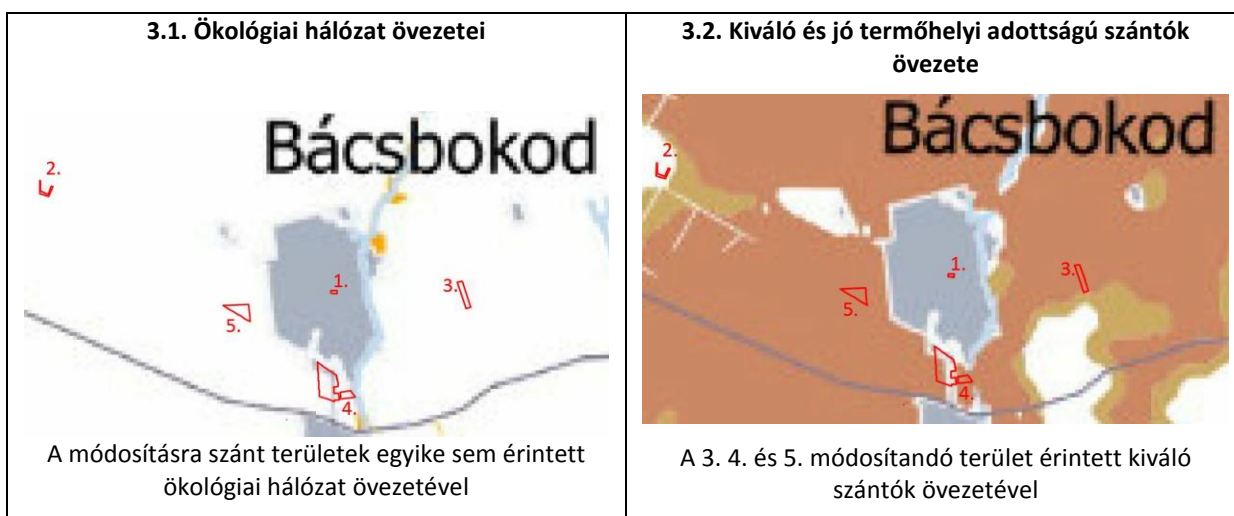 3.1. Ökológiai hálózat övezetei
Bácsbokod
2.
1.
3.
5.
4.
A módosításra szánt területek egyike sem érintett
ökológiai hálózat övezetével
3.2. Kiváló és jó termőhelyi adottságú szántók
övezete
Bácsbokod
2.
1.
3.
5.
4.
A 3. 4. és 5. módosítandó terület érintett kiváló
szántók övezetével